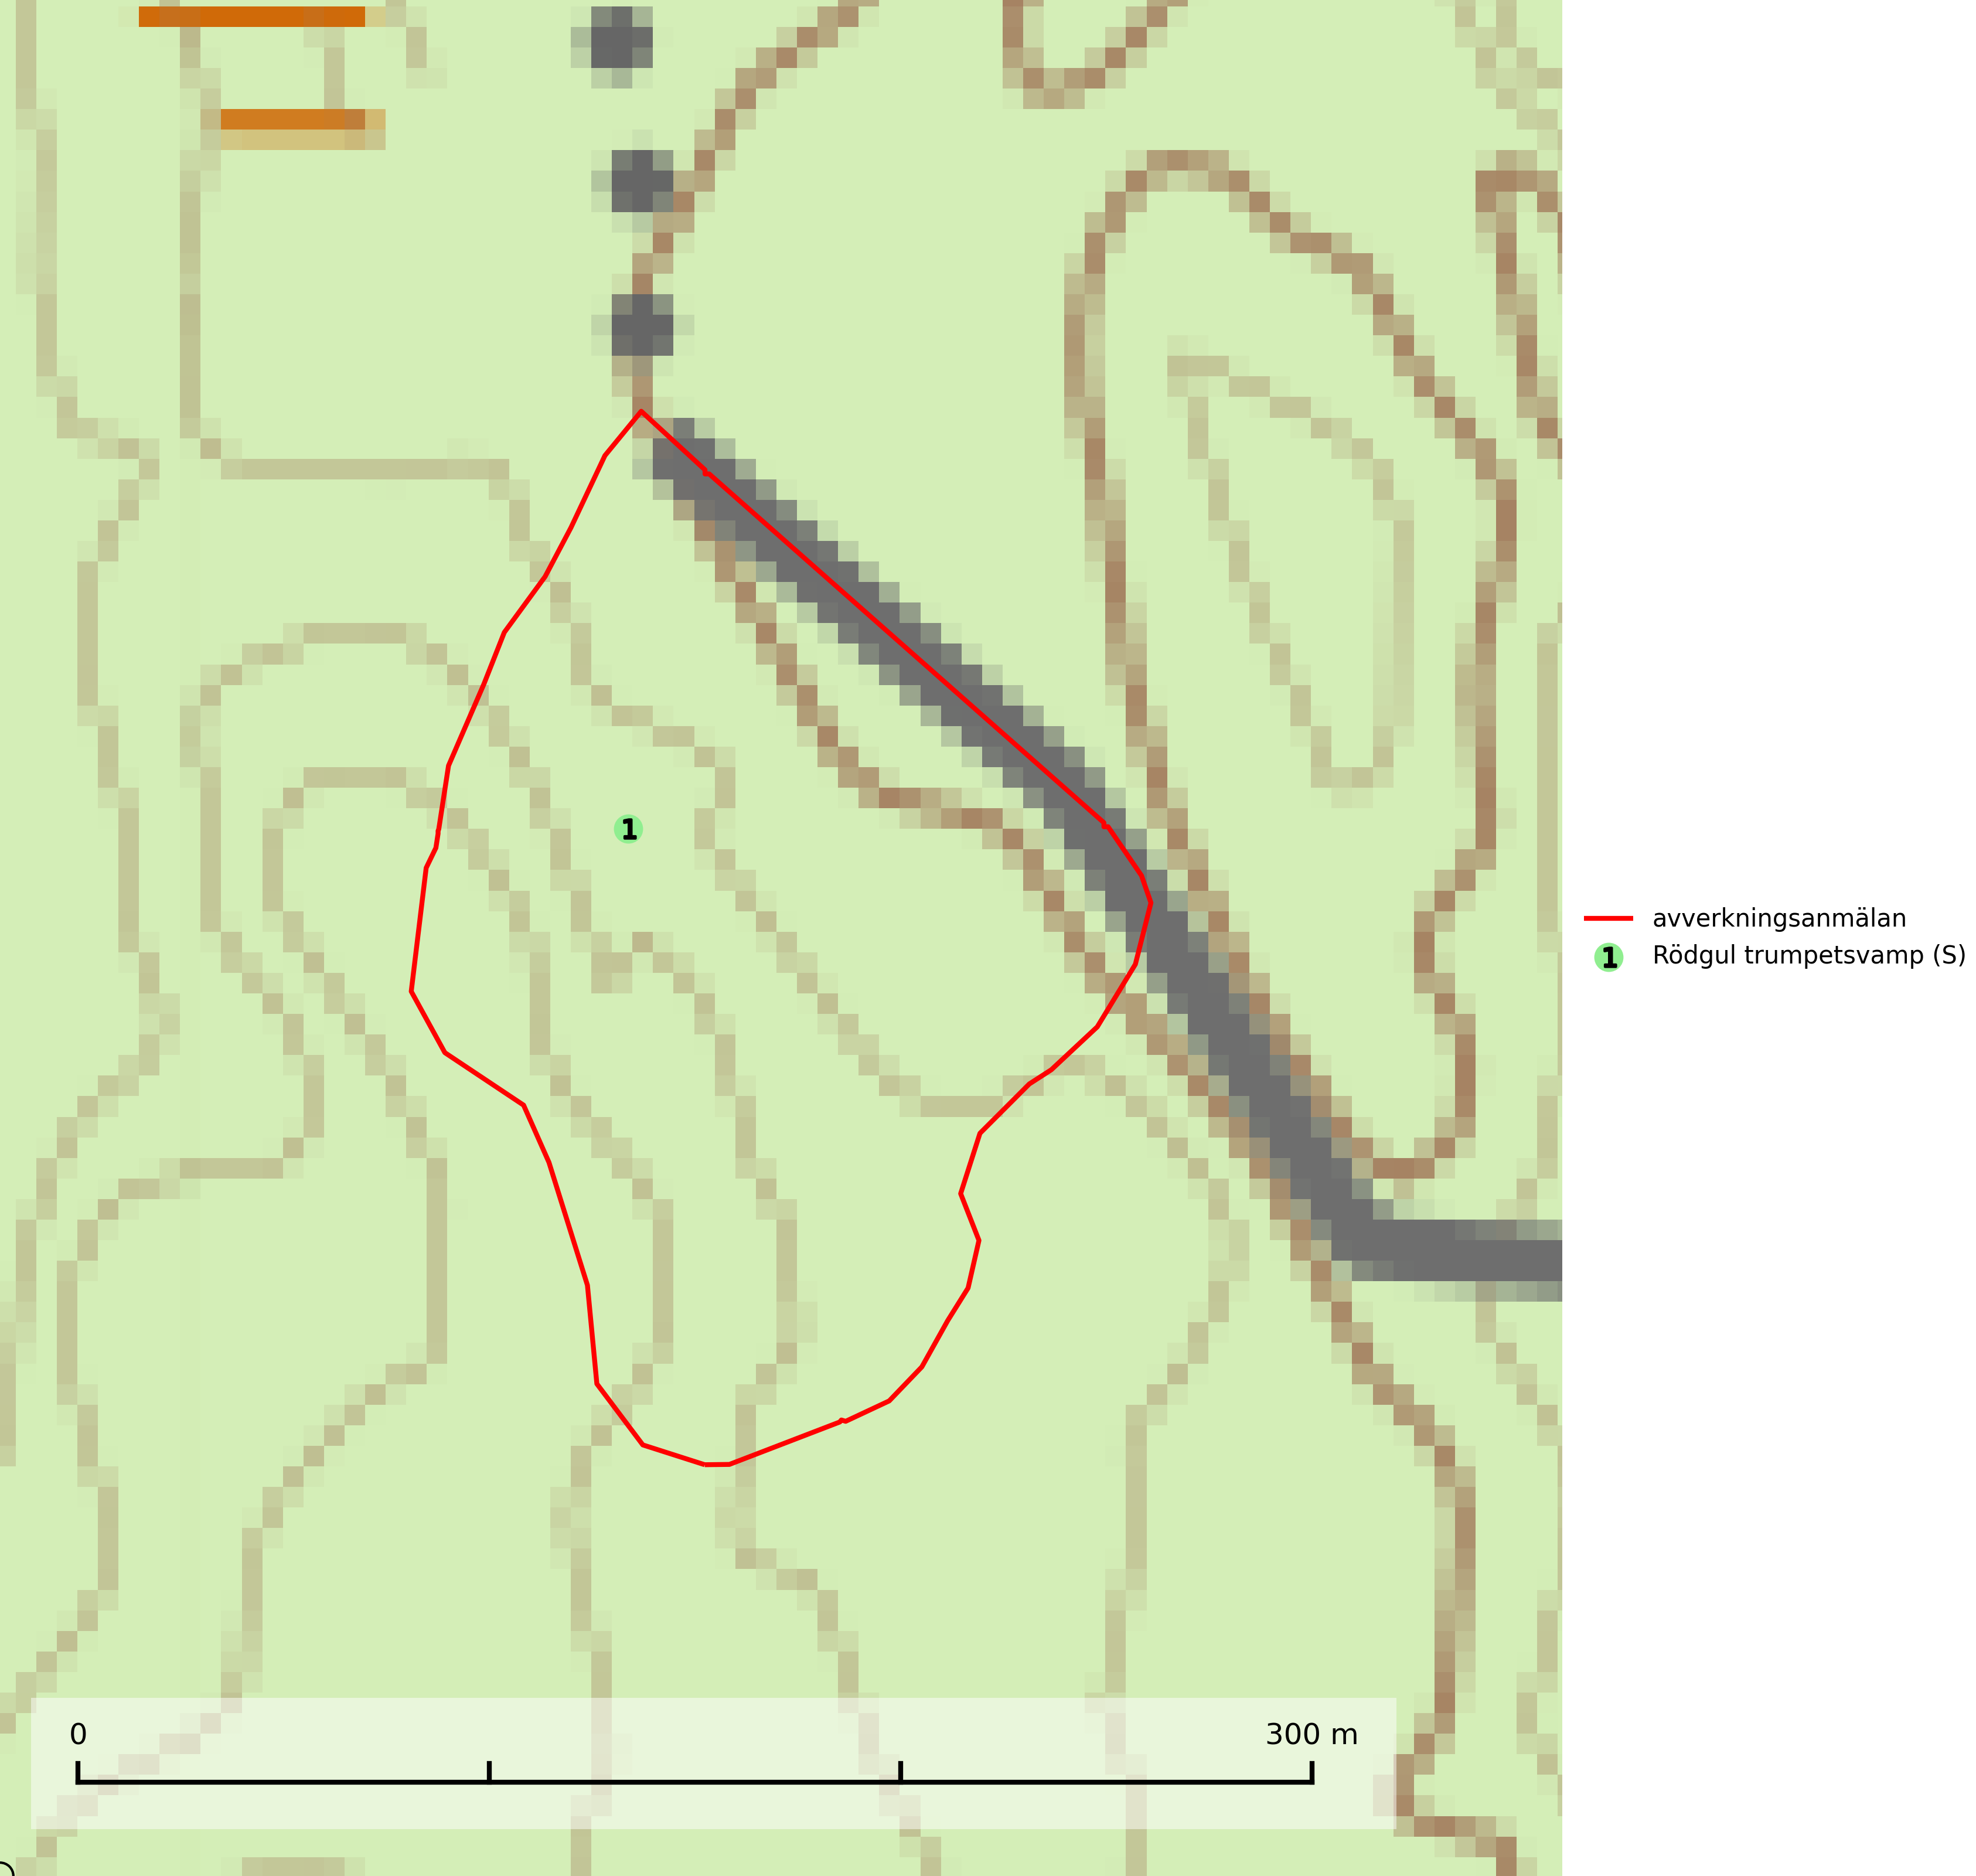 1
avverkningsanmälan
1 Rödgul trumpetsvamp (S)
0 300 m